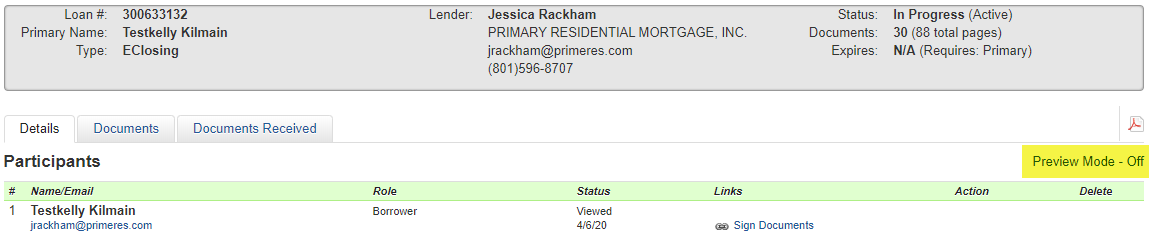 Loan #: 300633132 Lender: Jessica Rackham Status: In Progress (Active)
Primary Name: Testkelly Kilmain PRIMARY RESIDENTIAL MORTGAGE, INC. Documents: 30 (88 total pages)
Type: EClosing jrackham@primeres.com Expires: N/A (Requires: Primary)
(801)596-8707
Details Documents Documents Received
Participants Preview Mode - Off
# Name/Email Role Status Links Action Delete
1 Testkelly Kilmain Borrower Viewed
jrackham@primeres.com 4/6/20 Sign Documents